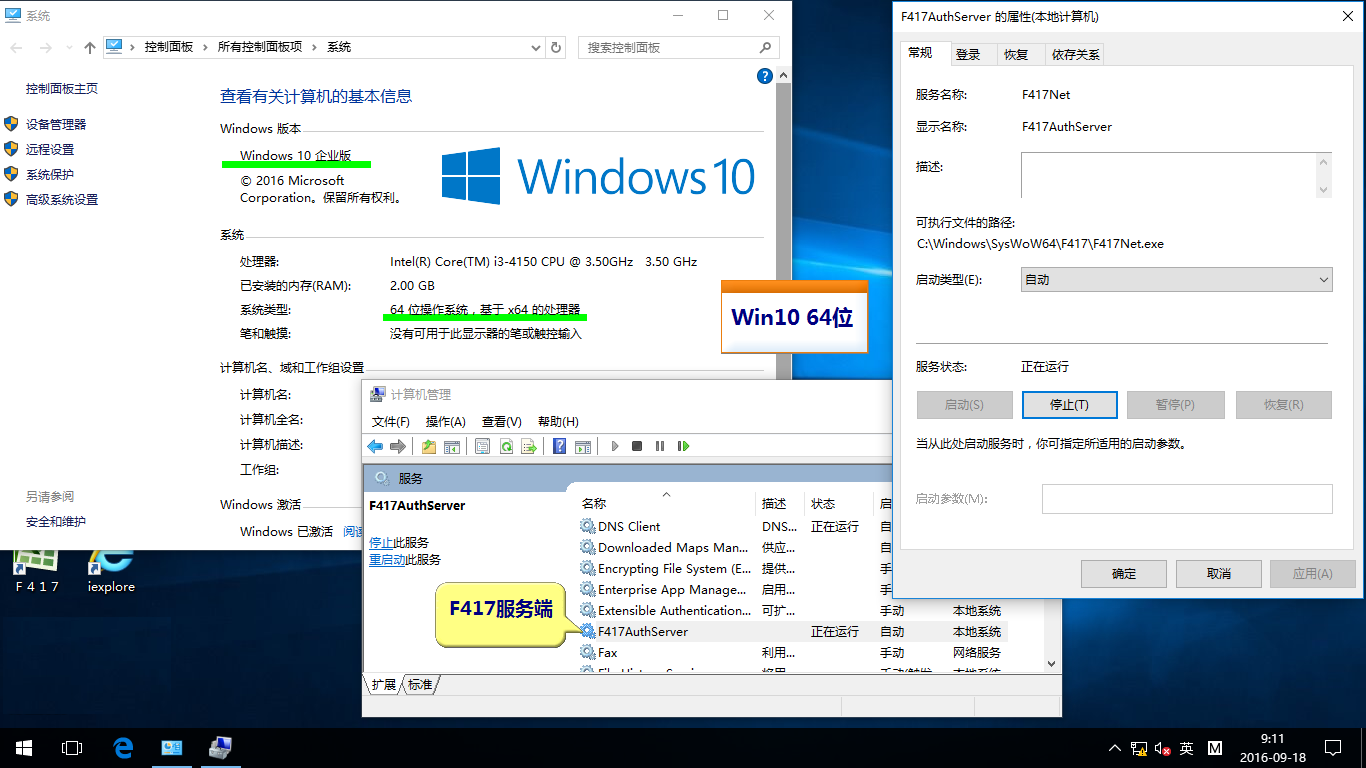 系统
控制面板 所有控制面板项 系统
搜索控制面板
控制面板主页
设备管理器
远程设置
系统保护
高级系统设置
另请参阅
安全和维护
查看有关计算机的基本信息
Windows 版本
Windows 10 企业版
© 2016 Microsoft
Corporation。保留所有权利。
Windows 10
系统
处理器: Intel(R) Core(TM) i3-4150 CPU @ 3.50GHz 3.50 GHz
已安装的内存(RAM): 2.00 GB
系统类型: 64 位操作系统，基于 x64 的处理器
笔和触摸: 没有可用于此显示器的笔或触控输入
计算机名、域和工作组设置
计算机名:
计算机全名:
计算机描述:
工作组:
Windows 激活
Windows 已激活 阅读
Win10 64位
F417AuthServer 的属性(本地计算机)
常规 登录 恢复 依存关系
服务名称: F417Net
显示名称: F417AuthServer
描述:
可执行文件的路径:
C:\Windows\SysWoW64\F417\F417Net.exe
启动类型(E): 自动
服务状态: 正在运行
启动(S) 停止(T) 暂停(P) 恢复(R)
当从此处启动服务时，你可指定所适用的启动参数。
启动参数(M):
确定 取消 应用(A)
计算机管理
文件(F) 操作(A) 查看(V) 帮助(H)
服务
F417AuthServer
停止此服务
重启动此服务
F417服务端
名称 描述 状态 启
DNS Client DNS... 正在运行 自
Downloaded Maps Man... 供应... 自
Encrypting File System (E... 提供... 手
Enterprise App Manage... 启用... 手
Extensible Authentication... 可扩... 手动 本地系统
F417AuthServer 正在运行 自动 本地系统
Fax 利用... 手动 网络服务
扩展 标准
F417
iexplore
英 M
9:11
2016-09-18